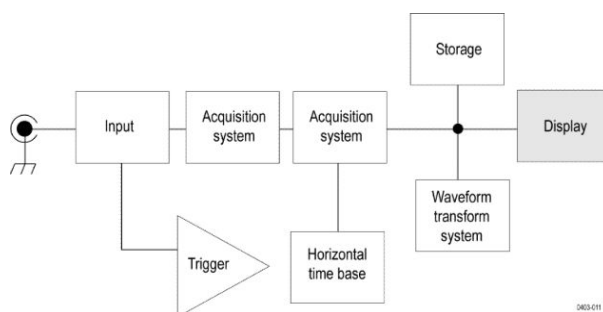 Storage
Input
Acquisition
system
Acquisition
system
Display
Trigger
Horizontal
time base
Waveform
transform
system
0403-011